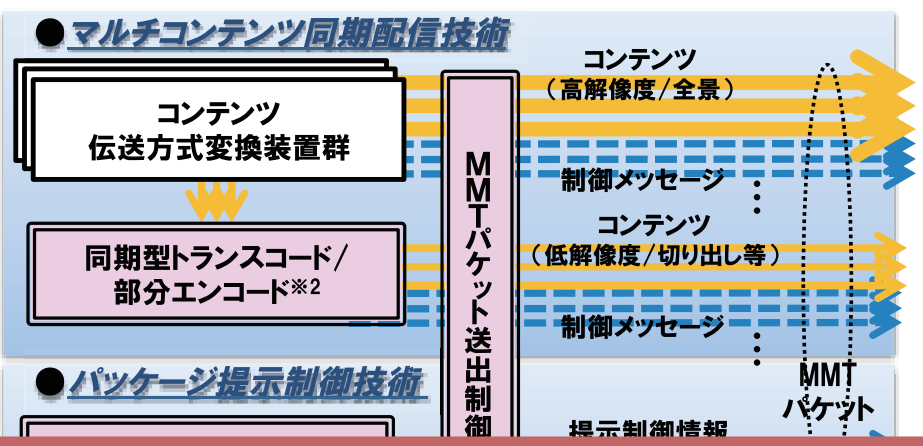 ●マルチコンテンツ同期配信技術
コンテンツ
(高解像度/全景)
コンテンツ
伝送方式変換装置群
制御メッセージ
コンテンツ
(低解像度/切り出し等)
同期型トランスコード/
部分エンコード※2
制御メッセージ
MMTパケット送出制御
MMT
パケット
●パッケージ提示制御技術
提示制御情報